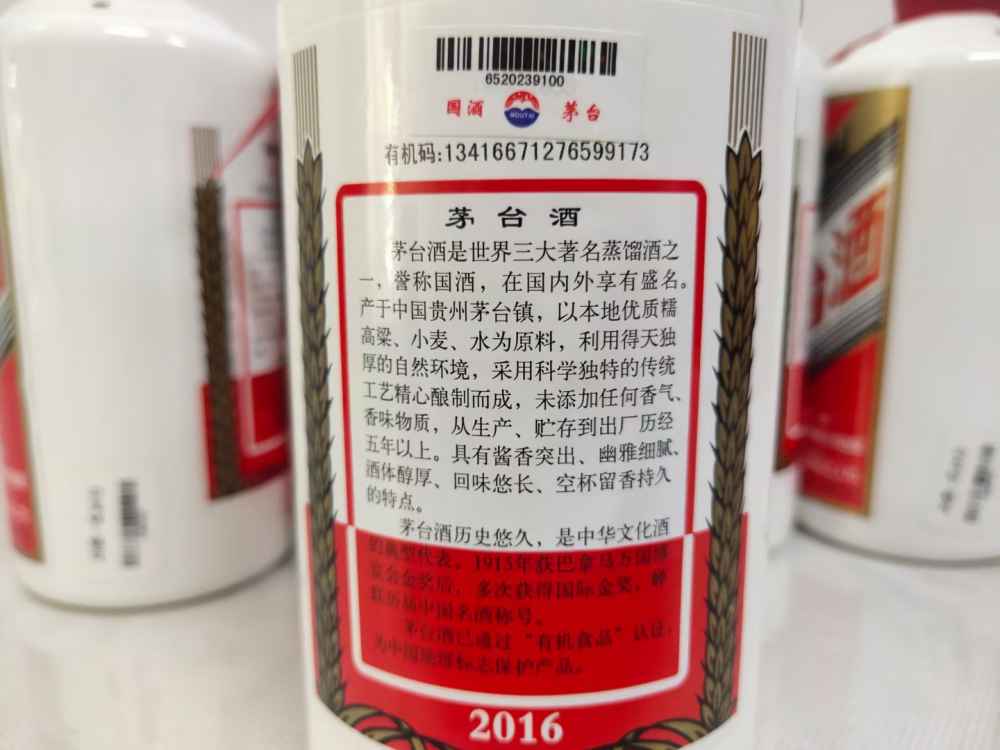 6520239100
国酒 MOUTAI 茅台
有机码:13416671276599173
茅台酒
茅台酒是世界三大著名蒸馏酒之
一，誉称国酒，在国内外享有盛名。
产于中国贵州茅台镇，以本地优质糯
高粱、小麦、水为原料，利用得天独
厚的自然环境，采用科学独特的传统
工艺精心酿制而成，未添加任何香气、
香味物质，从生产、贮存到出厂历经
五年以上。具有酱香突出、幽雅细腻、
酒体醇厚、回味悠长、空杯留香持久
的特点。
茅台酒历史悠久，是中华文化酒
的典型代表。1913年获巴拿马万国博
览会金奖后，多次获得国际金奖，蝉
联历届中国名酒称号。
茅台酒已通过“有机食品”认证，
为中国地理标志保护产品。
2016
酒